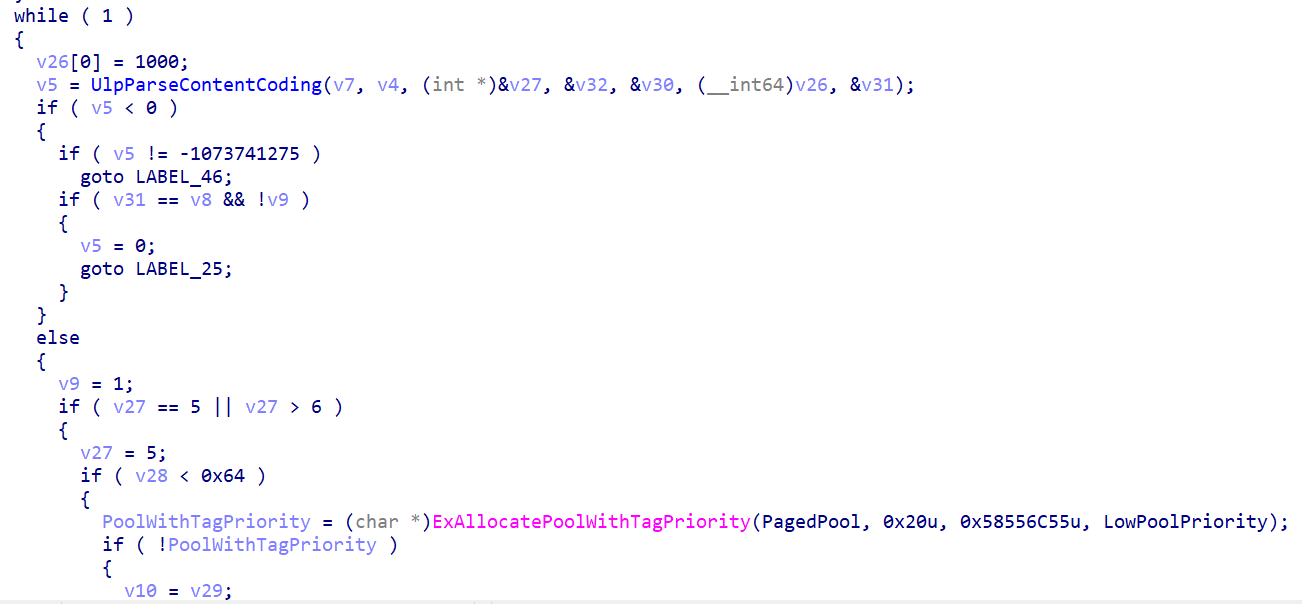 while ( 1 )
{
v26[0] = 1000;
v5 = UlpParseContentCoding(v7, v4, (int *)&v27, &v32, &v30, (__int64)v26, &v31);
if ( v5 < 0 )
{
if ( v5 != -1073741275 )
goto LABEL_46;
if ( v31 == v8 && !v9 )
{
v5 = 0;
goto LABEL_25;
}
}
else
{
v9 = 1;
if ( v27 == 5 || v27 > 6 )
{
v27 = 5;
if ( v28 < 0x64 )
{
PoolWithTagPriority = (char *)ExAllocatePoolWithTagPriority(PagedPool, 0x20u, 0x58556C55u, LowPoolPriority);
if ( !PoolWithTagPriority )
{
v10 = v29;